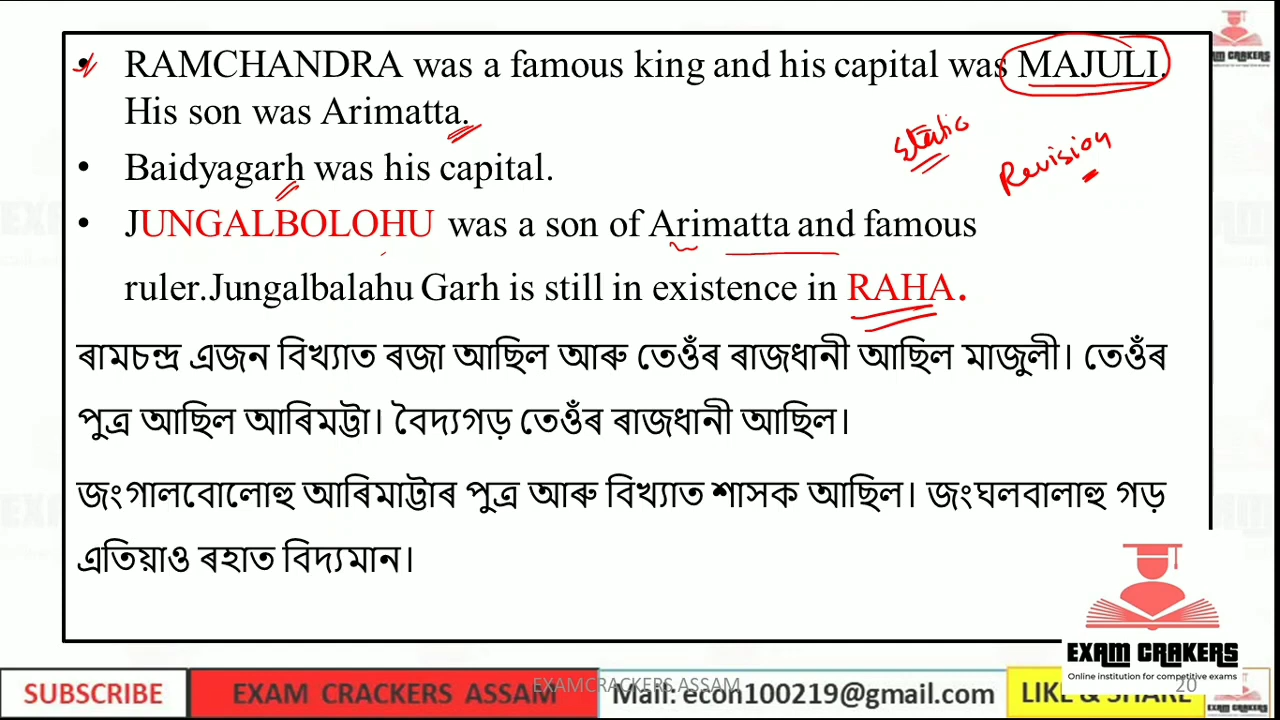 • RAMCHANDRA was a famous king and his capital was MAJULI.
His son was Arimatta.
Static
Revision
• Baidyagarh was his capital.
• JUNGALBOLOHU was a son of Arimatta and famous
ruler.Jungalbalahu Garh is still in existence in RAHA.
ৰামচন্দ্ৰ এজন বিখ্যাত ৰজা আছিল আৰু তেওঁৰ ৰাজধানী আছিল মাজুলী। তেওঁৰ
পুত্ৰ আছিল আৰিমট্টা। বৈদ্যগড় তেওঁৰ ৰাজধানী আছিল।
জংগালবোলোহু আৰিমাট্টাৰ পুত্ৰ আৰু বিখ্যাত শাসক আছিল। জংঘলবালাহু গড়
এতিয়াও ৰহাত বিদ্যমান।
EXAM CRAKERS
Online institution for competitive exams
SUBSCRIBE
EXAM CRACKERS ASSAM
EXAMCRACKERS ASSAM
Mail: econ100219@gmail.com
LIKE & SHARE
20